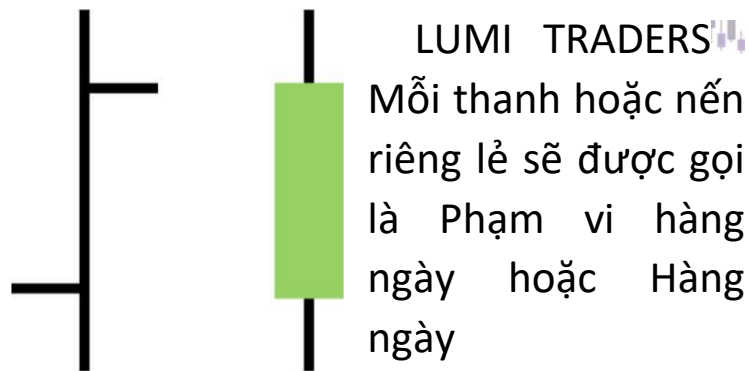 LUMI TRADERS
Mỗi thanh hoặc nến
riêng lẻ sẽ được gọi
là Phạm vi hàng
ngày hoặc Hàng
ngày